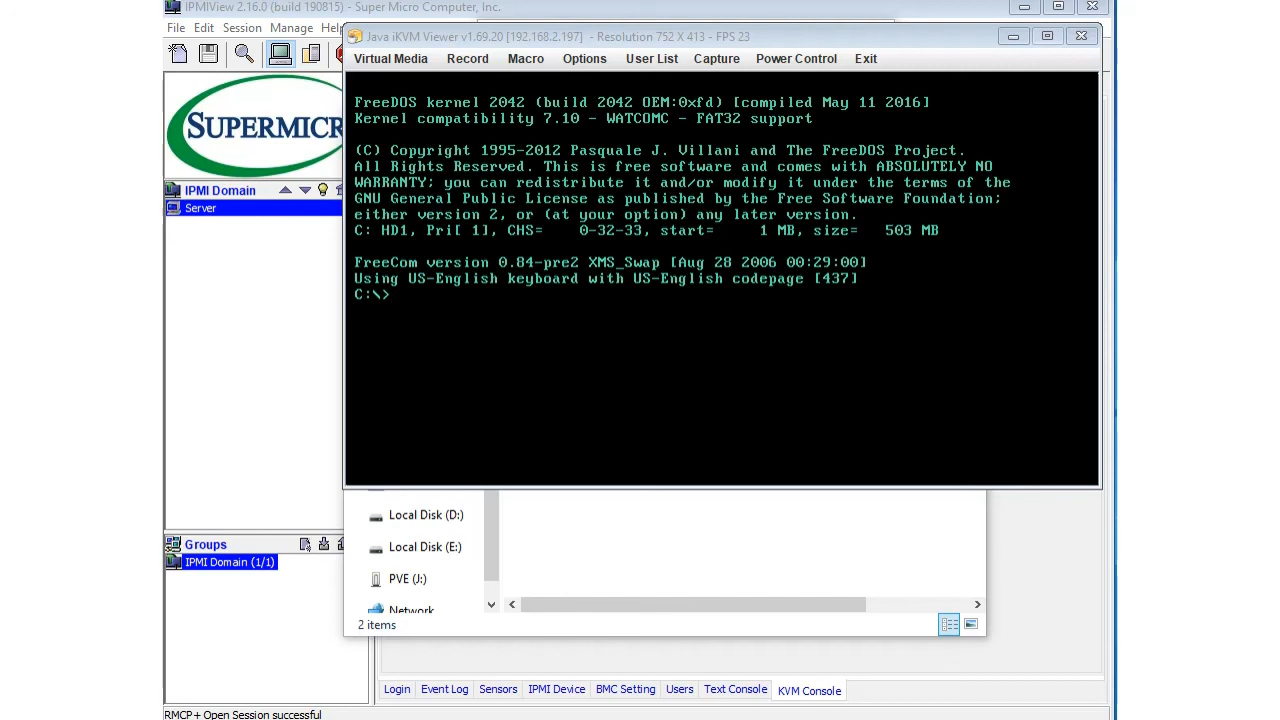 IPMIView 2.16.0 (build 190815) - Super Micro Computer, Inc.
File Edit Session Manage Help
Java iKVM Viewer v1.69.20 [192.168.2.197] - Resolution 752 X 413 - FPS 23
Virtual Media Record Macro Options User List Capture Power Control Exit
SUPERMICR
IPMI Domain
Server
FreeDOS kernel 2042 (build 2042 OEM:0xfd) [compiled May 11 2016]
Kernel compatibility 7.10 - WATCOMC - FAT32 support
(C) Copyright 1995-2012 Pasquale J. Villani and The FreeDOS Project.
All Rights Reserved. This is free software and comes with ABSOLUTELY NO
WARRANTY; you can redistribute it and/or modify it under the terms of the
GNU General Public License as published by the Free Software Foundation;
either version 2, or (at your option) any later version.
C: HD1, Pri[ 1], CHS=    0-32-33, start=     1 MB, size=   503 MB
FreeCom version 0.84-pre2 XMS_Swap [Aug 28 2006 00:29:00]
Using US-English keyboard with US-English codepage [437]
C:\>
Groups
IPMI Domain (1/1)
Local Disk (D:)
Local Disk (E:)
PVE (J:)
Network
2 items
Login Event Log Sensors IPMI Device BMC Setting Users Text Console KVM Console
RMCP+ Open Session successful